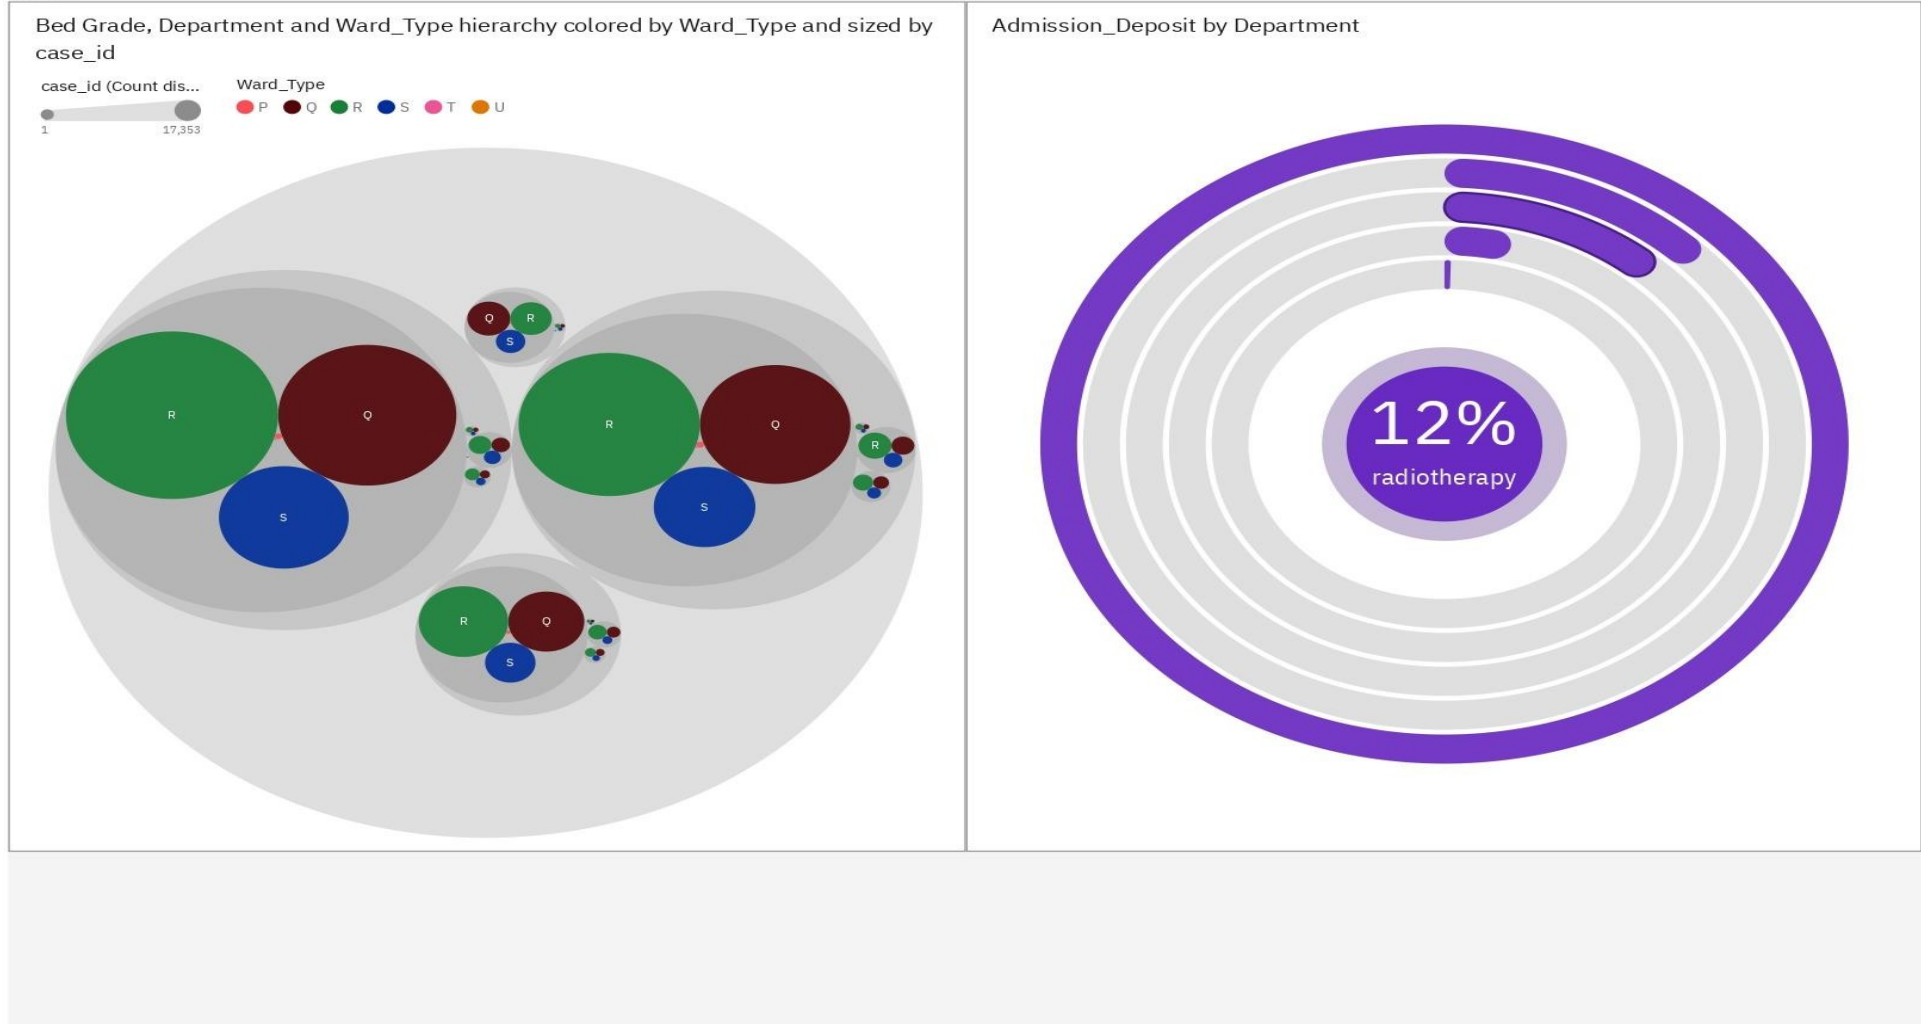 Bed Grade, Department and Ward_Type hierarchy colored by Ward_Type and sized by
case_id
case_id (Count dis...
1
17,353
Ward_Type
P Q R S T U
R
Q
S
Q
R
S
R
Q
S
R
R
Q
S
Admission_Deposit by Department
12%
radiotherapy